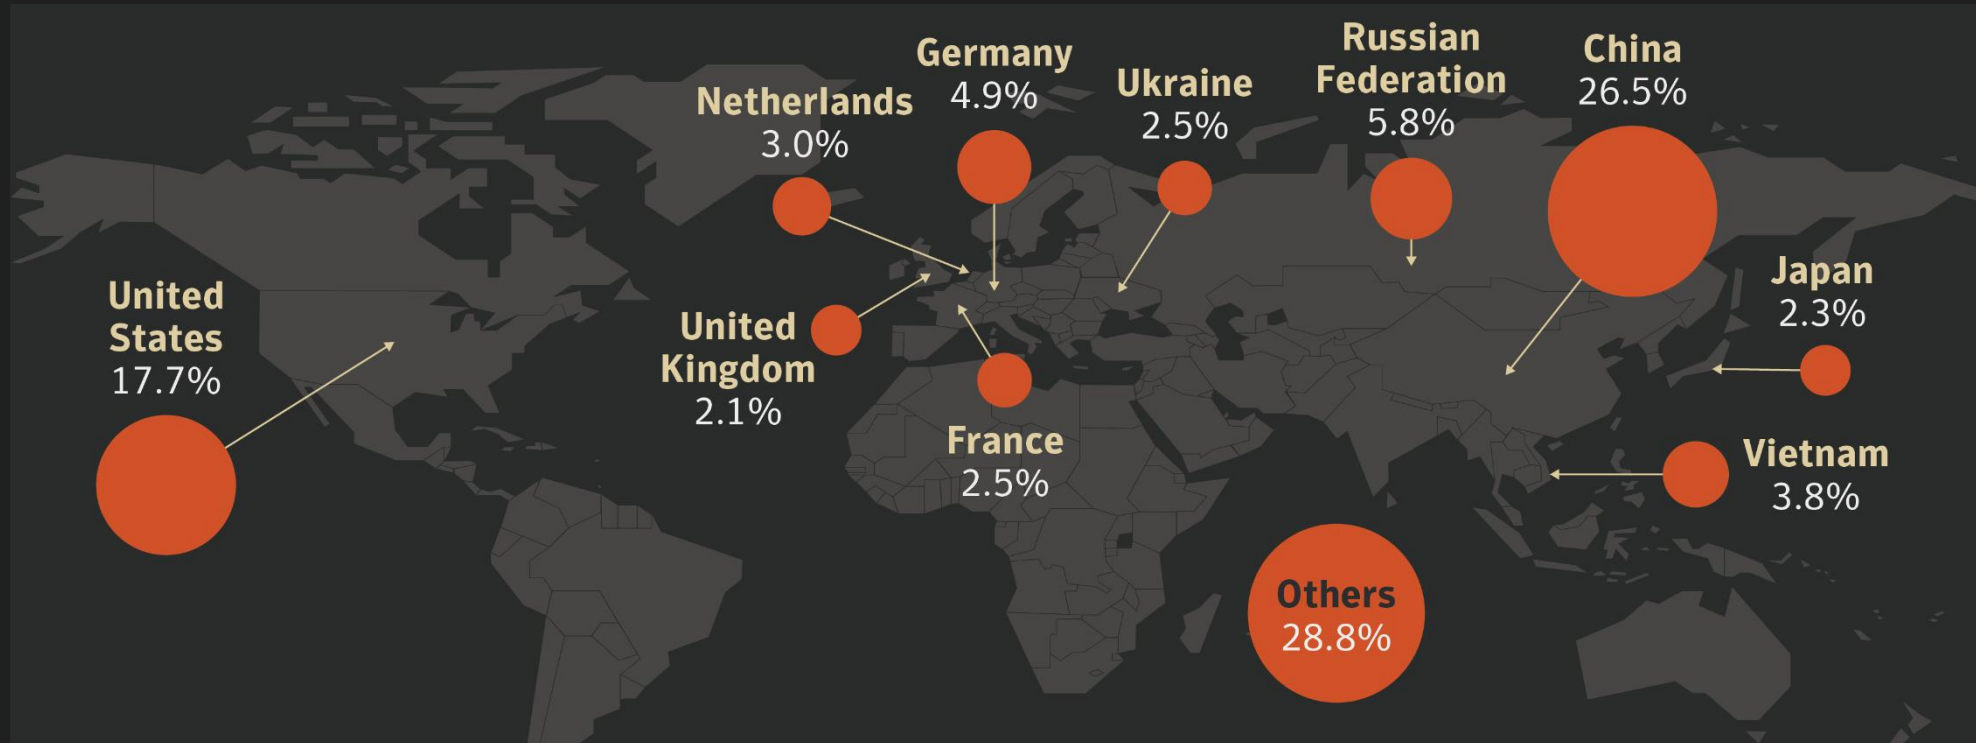 Germany
4.9%
Netherlands
3.0%
Ukraine
2.5%
Russian
Federation
5.8%
China
26.5%
United
States
17.7%
United
Kingdom
2.1%
France
2.5%
Japan
2.3%
Vietnam
3.8%
Others
28.8%